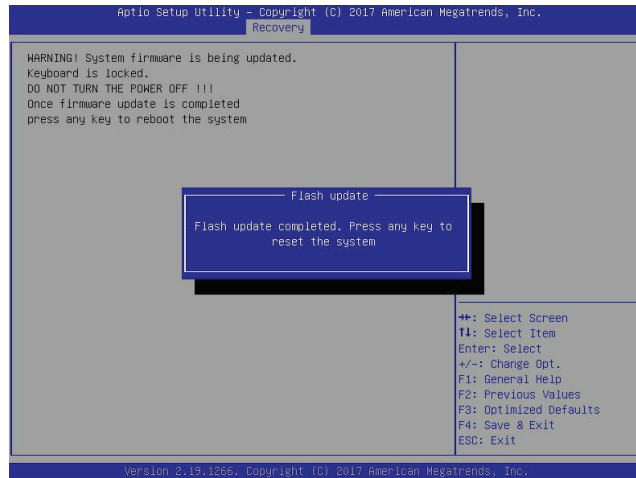 Aptio Setup Utility – Copyright (C) 2017 American Megatrends, Inc.
Recovery
WARNING! System firmware is being updated.
Keyboard is locked.
DO NOT TURN THE POWER OFF !!!
Once firmware update is completed
press any key to reboot the system
Flash update
Flash update completed. Press any key to
reset the system
→←: Select Screen
↑↓: Select Item
Enter: Select
+/-: Change Opt.
F1: General Help
F2: Previous Values
F3: Optimized Defaults
F4: Save & Exit
ESC: Exit
Version 2.19.1266. Copyright (C) 2017 American Megatrends, Inc.